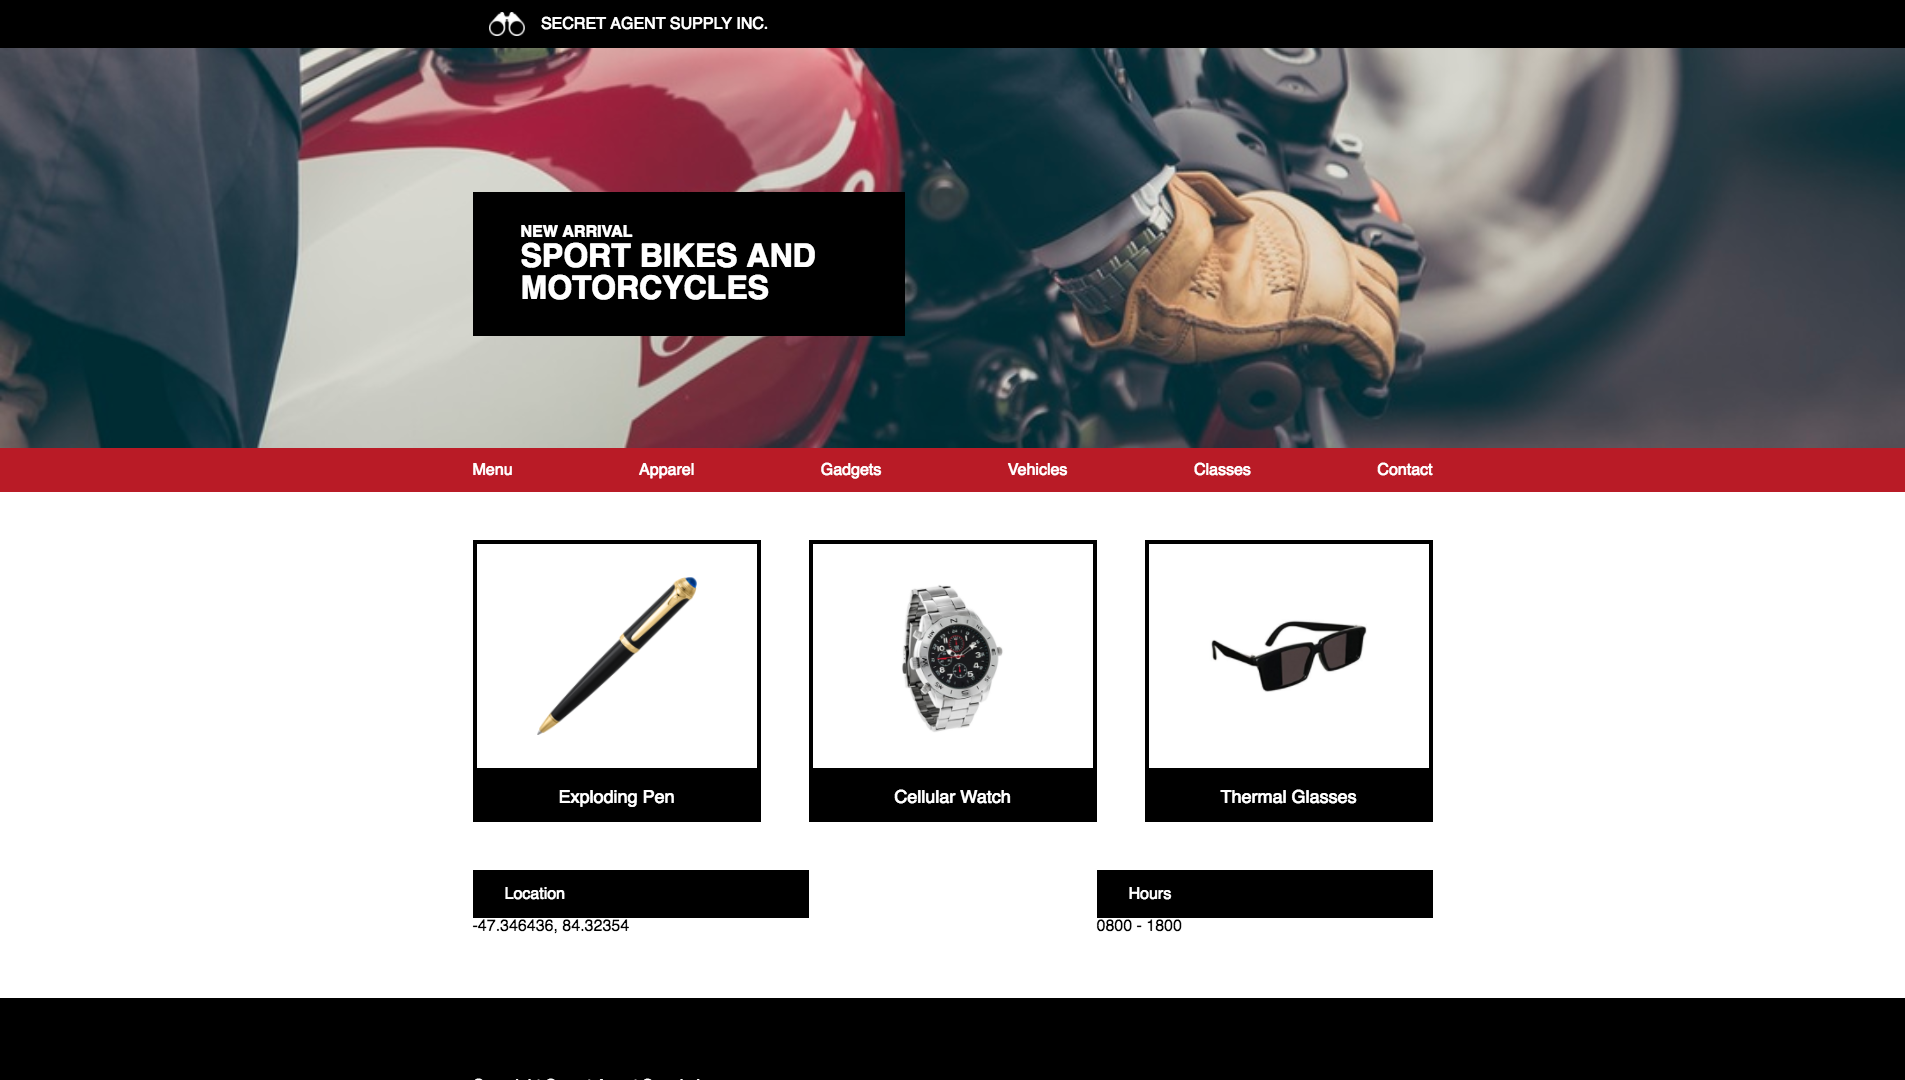 SECRET AGENT SUPPLY INC.
NEW ARRIVAL
SPORT BIKES AND
MOTORCYCLES
Menu Apparel Gadgets Vehicles Classes Contact
Exploding Pen Cellular Watch Thermal Glasses
Location Hours
-47.346436, 84.32354 0800 - 1800